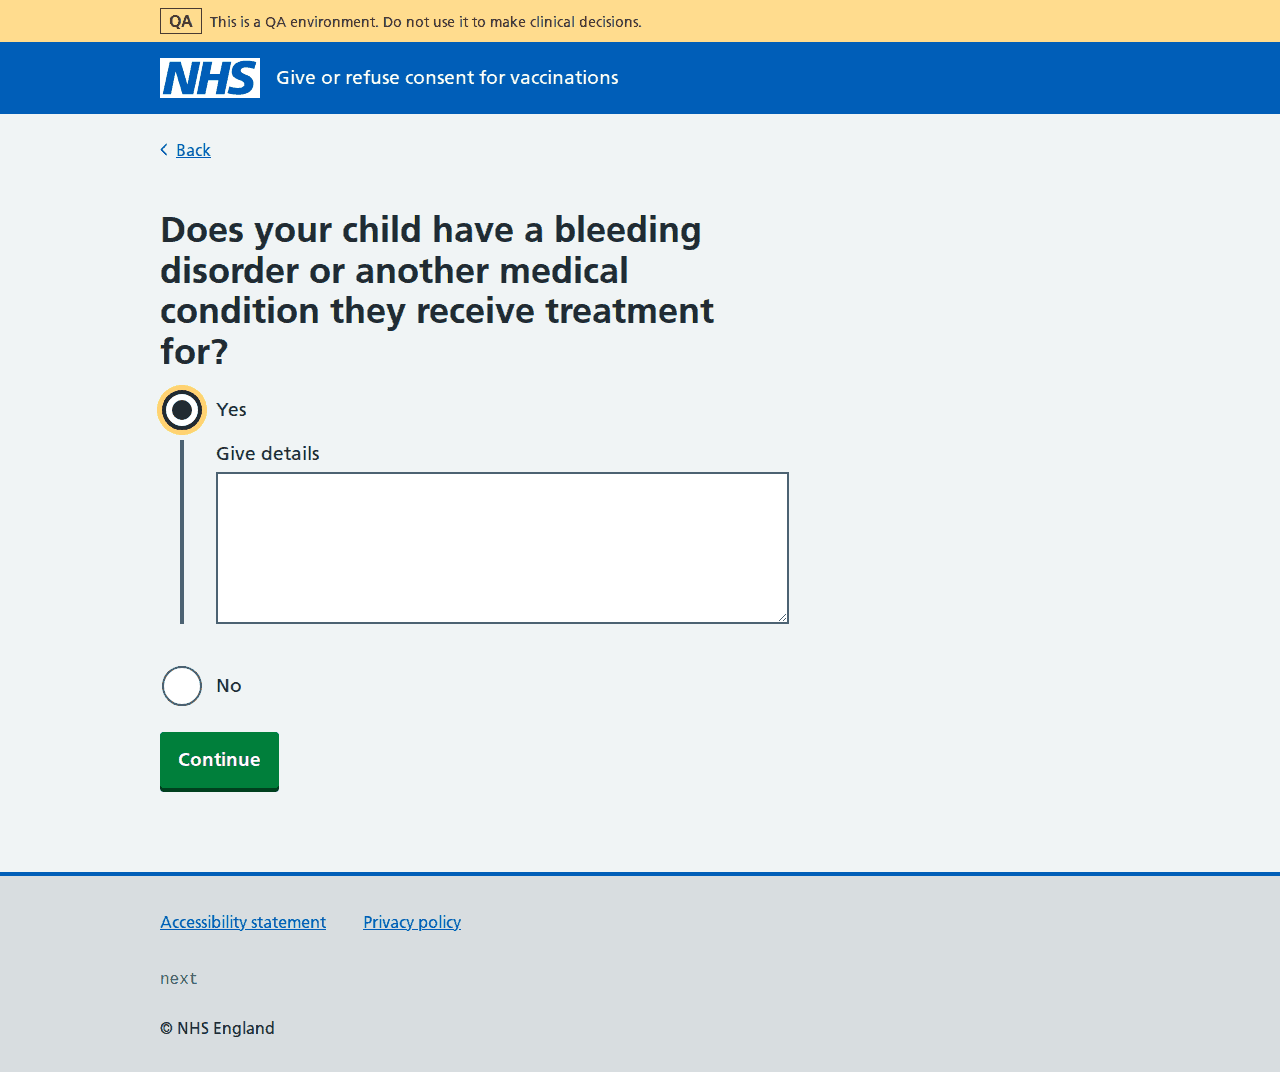 QA This is a QA environment. Do not use it to make clinical decisions.
NHS Give or refuse consent for vaccinations
Back
Does your child have a bleeding
disorder or another medical
condition they receive treatment
for?
Yes
Give details
No
Continue
Accessibility statement Privacy policy
next
© NHS England